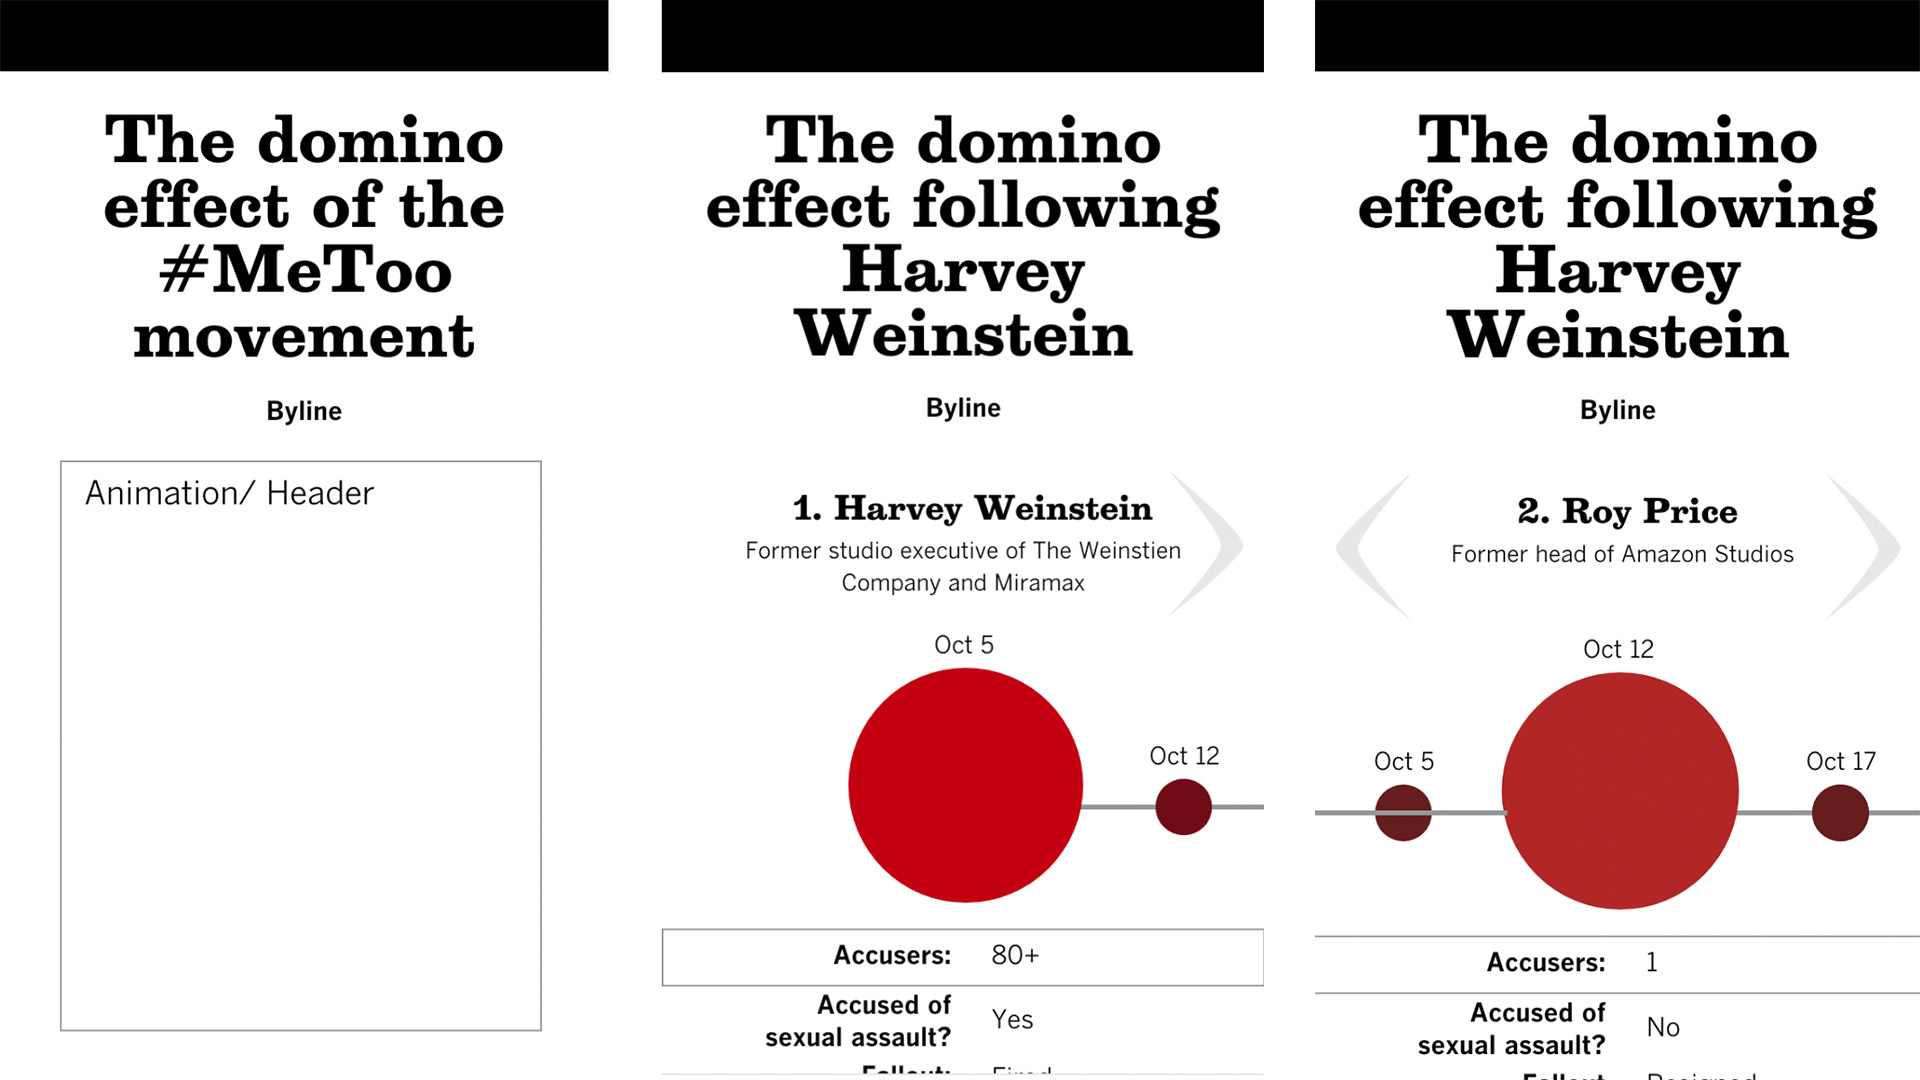 The domino
effect of the
#MeToo
movement
Byline
Animation/ Header
The domino
effect following
Harvey
Weinstein
Byline
1. Harvey Weinstein
Former studio executive of The Weinstien
Company and Miramax
Oct 5
Oct 12
Accusers: 80+
Accused of
sexual assault? Yes
Fallout: Fired
The domino
effect following
Harvey
Weinstein
Byline
2. Roy Price
Former head of Amazon Studios
Oct 12
Oct 5
Oct 17
Accusers: 1
Accused of
sexual assault? No
Fallout Resigned